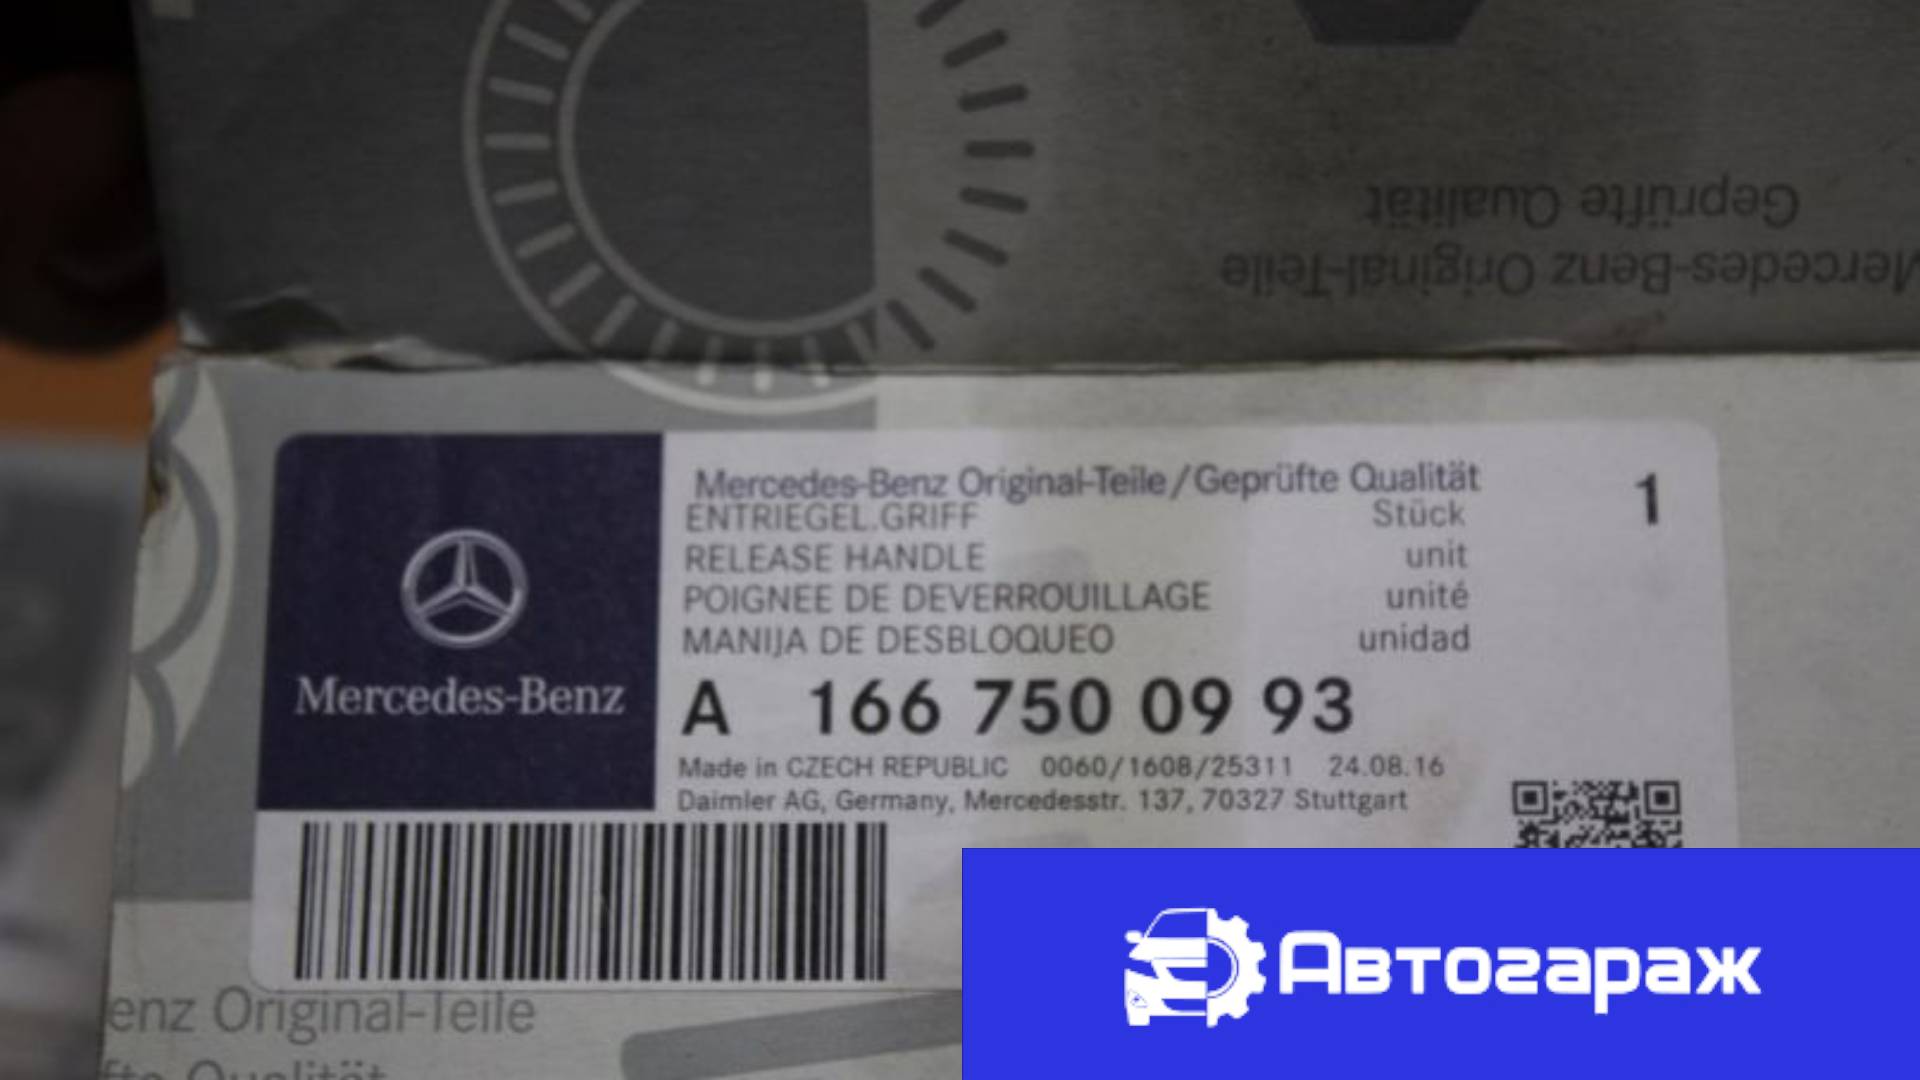 Geprüfte Qualität
Mercedes-Benz Original-Teile
Mercedes-Benz Original-Teile/Geprüfte Qualität
1
ENTRIEGEL.GRIFF Stück
RELEASE HANDLE unit
POIGNEE DE DEVERROUILLAGE unité
MANIJA DE DESBLOQUEO unidad
Mercedes-Benz
A 166 750 09 93
Made in CZECH REPUBLIC 0060/1608/25311 24.08.16
Daimler AG, Germany, Mercedesstr. 137, 70327 Stuttgart
enz Original-Teile
fte Qualität
Автогараж